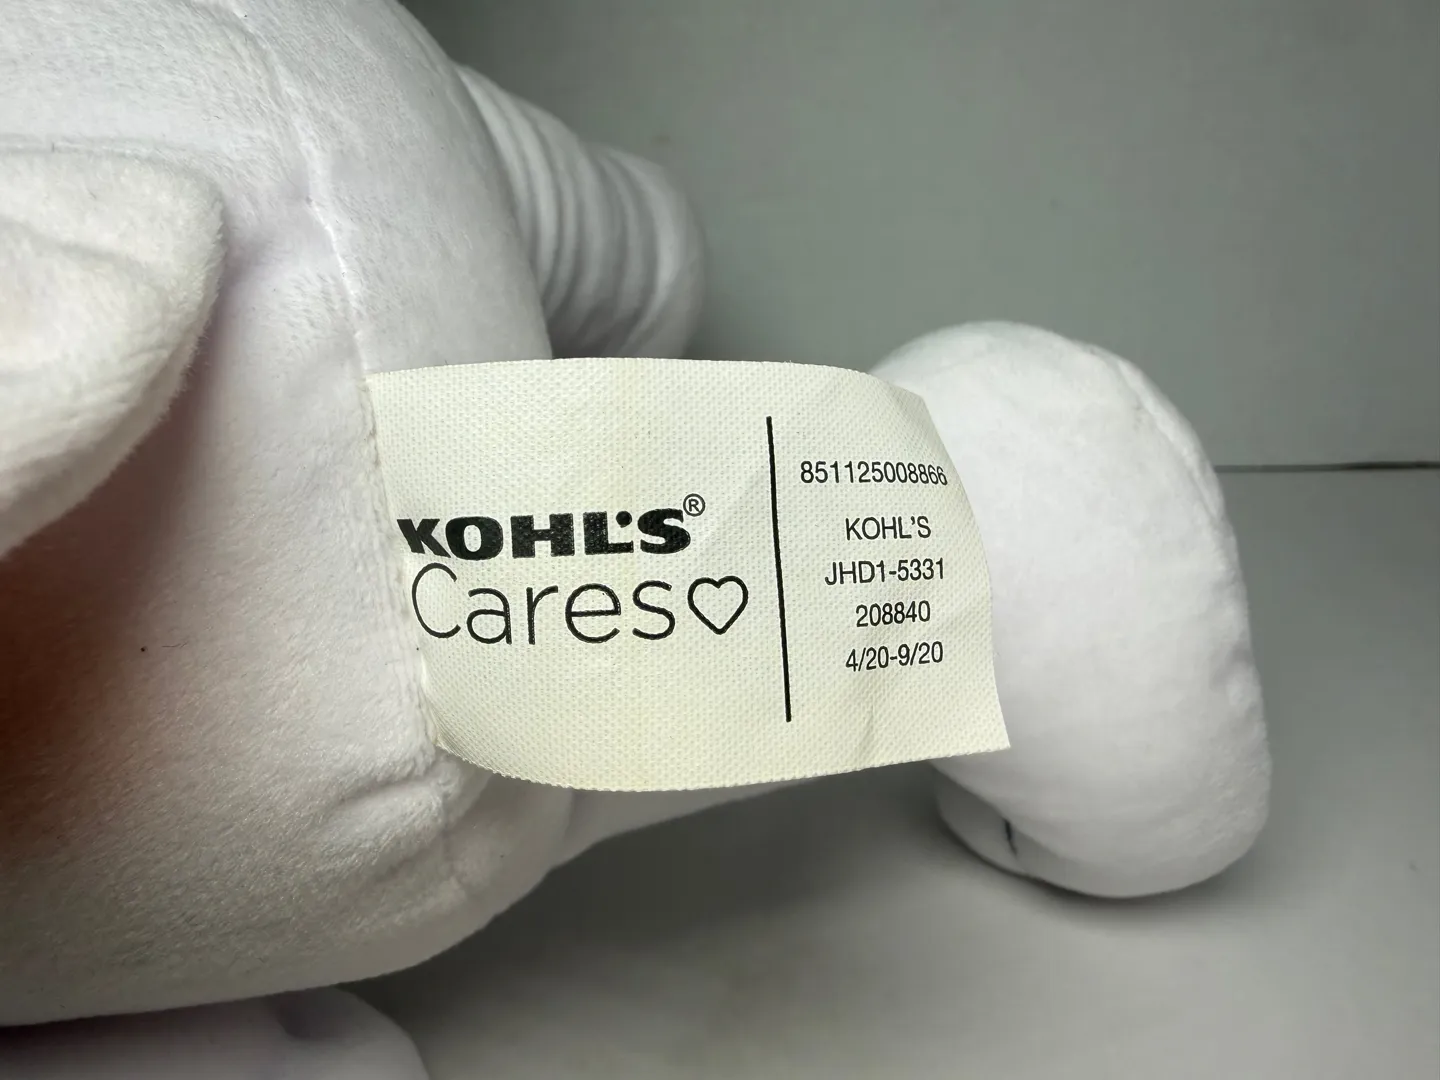 KOHL'S®
Cares♡
851125008866
KOHL'S
JHD1-5331
208840
4/20-9/20